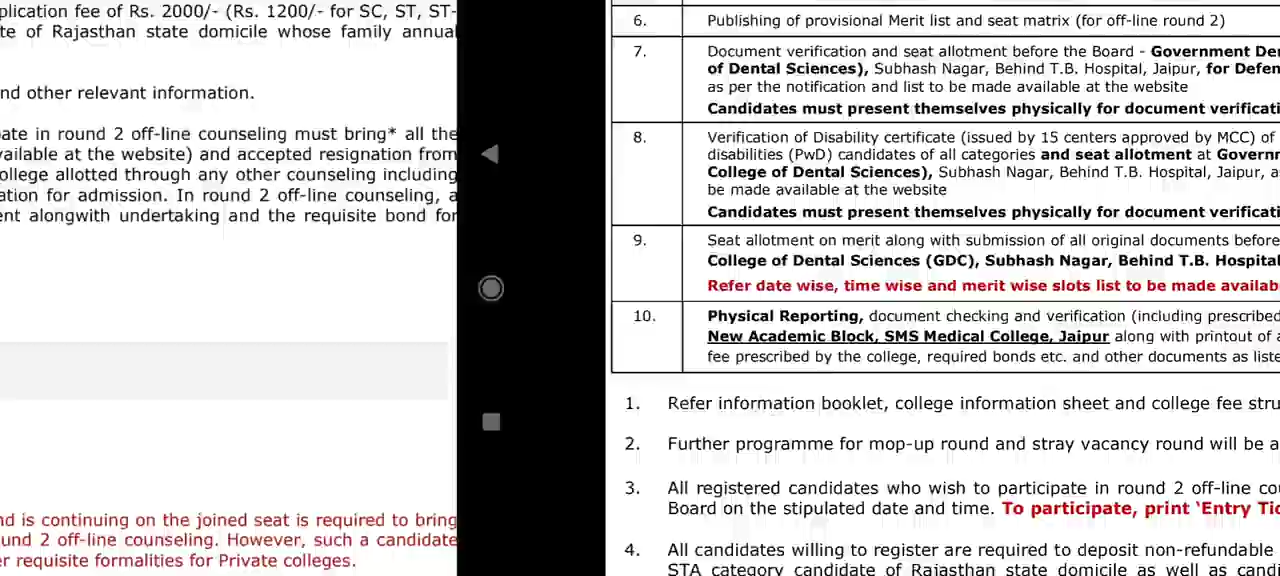 plication fee of Rs. 2000/- (Rs. 1200/- for SC, ST, ST-
te of Rajasthan state domicile whose family annual
nd other relevant information.
ate in round 2 off-line counseling must bring* all the
vailable at the website) and accepted resignation from
ollege allotted through any other counseling including
ation for admission. In round 2 off-line counseling, a
ent alongwith undertaking and the requisite bond for
nd is continuing on the joined seat is required to bring
und 2 off-line counseling. However, such a candidate
er requisite formalities for Private colleges.
6. Publishing of provisional Merit list and seat matrix (for off-line round 2)
7. Document verification and seat allotment before the Board - Government Den
of Dental Sciences), Subhash Nagar, Behind T.B. Hospital, Jaipur, for Defen
as per the notification and list to be made available at the website
Candidates must present themselves physically for document verificati
8. Verification of Disability certificate (issued by 15 centers approved by MCC) of
disabilities (PwD) candidates of all categories and seat allotment at Governm
College of Dental Sciences), Subhash Nagar, Behind T.B. Hospital, Jaipur, as
be made available at the website
Candidates must present themselves physically for document verificati
9. Seat allotment on merit along with submission of all original documents before
College of Dental Sciences (GDC), Subhash Nagar, Behind T.B. Hospital
Refer date wise, time wise and merit wise slots list to be made availab
10. Physical Reporting, document checking and verification (including prescribed
New Academic Block, SMS Medical College, Jaipur along with printout of a
fee prescribed by the college, required bonds etc. and other documents as liste
1. Refer information booklet, college information sheet and college fee stru
2. Further programme for mop-up round and stray vacancy round will be a
3. All registered candidates who wish to participate in round 2 off-line cou
Board on the stipulated date and time. To participate, print 'Entry Tic
4. All candidates willing to register are required to deposit non-refundable
STA category candidate of Rajasthan state domicile as well as candi